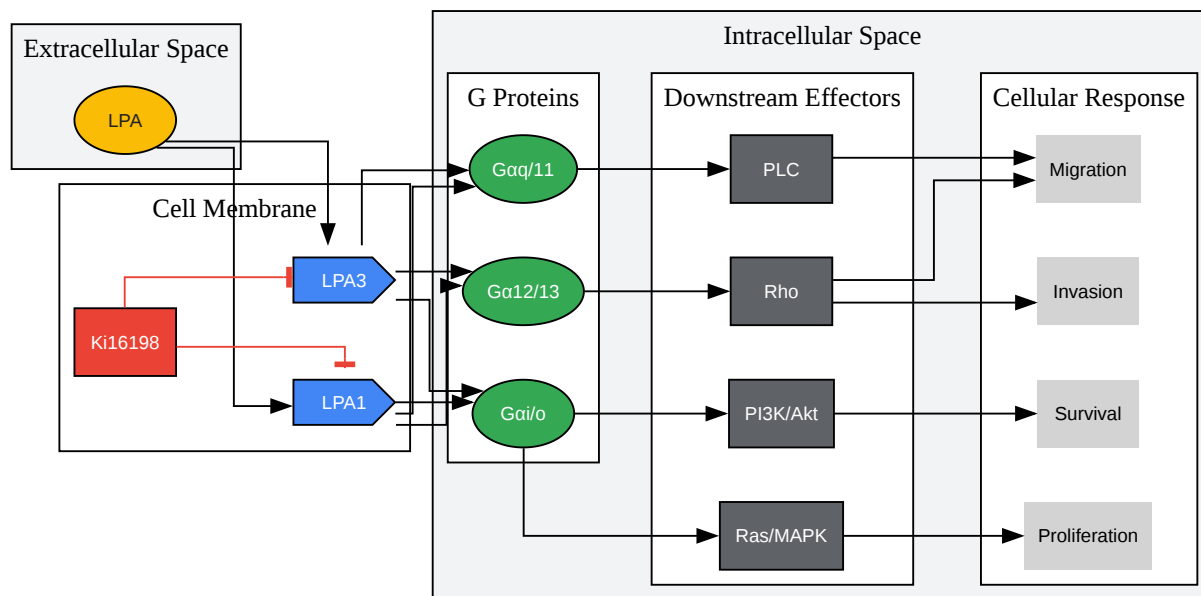 Extracellular Space
LPA
Cell Membrane
LPA3
Ki16198
LPA1
Intracellular Space
G Proteins
Gαq/11
Gα12/13
Gαi/o
Downstream Effectors
PLC
Rho
PI3K/Akt
Ras/MAPK
Cellular Response
Migration
Invasion
Survival
Proliferation